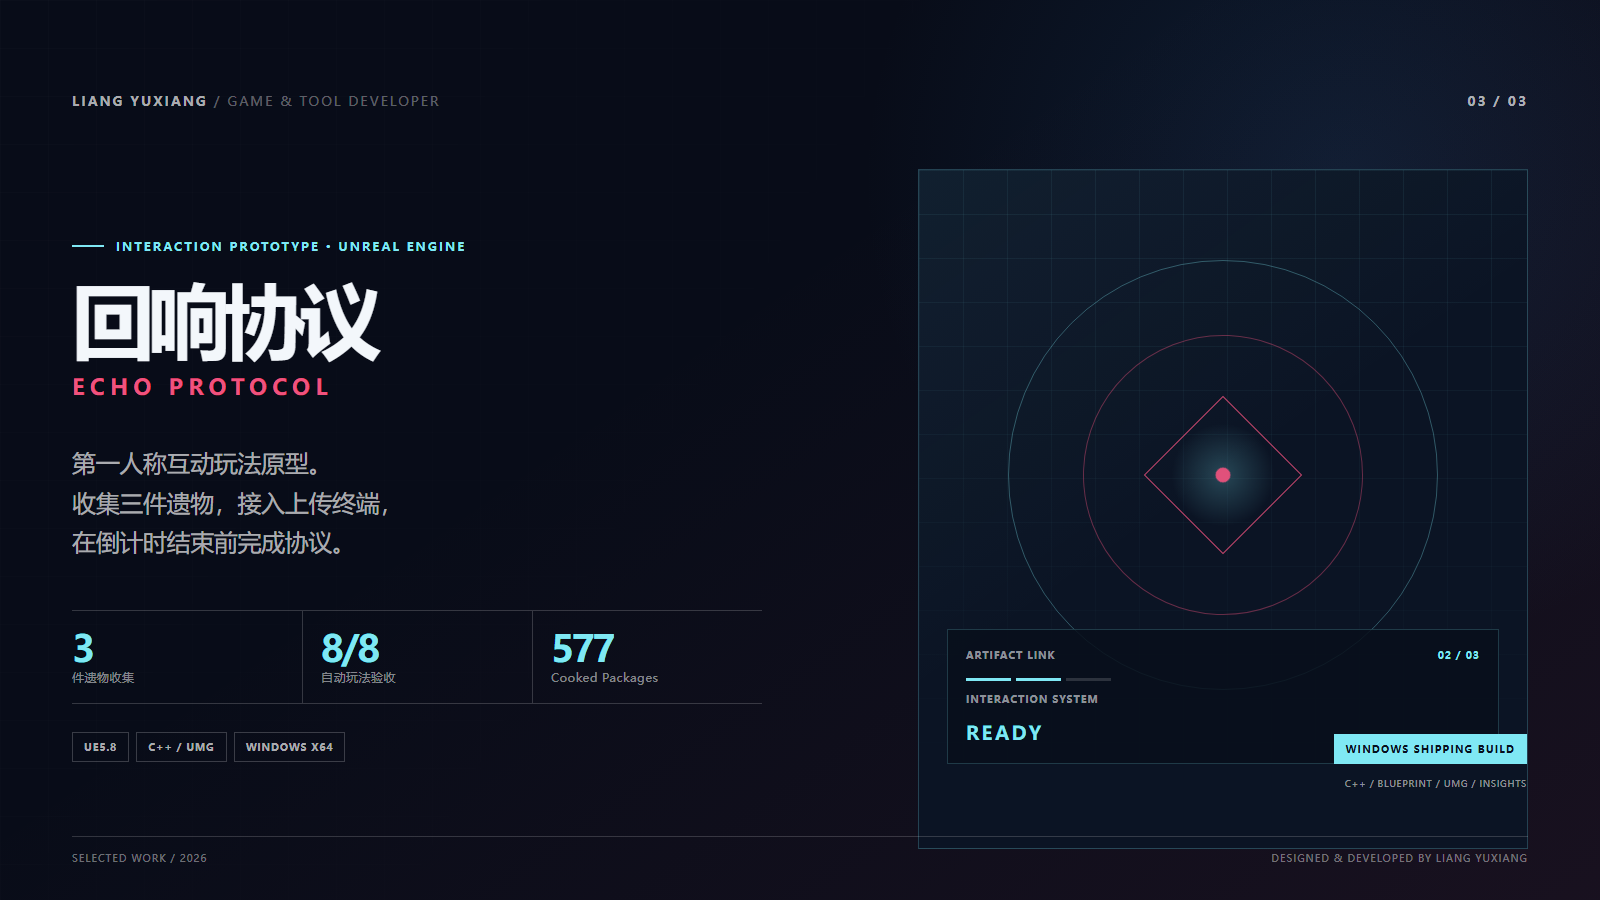 LIANG YUXIANG / GAME & TOOL DEVELOPER
03 / 03
INTERACTION PROTOTYPE • UNREAL ENGINE
回响协议
ECHO PROTOCOL
第一人称互动玩法原型。
收集三件遗物，接入上传终端，
在倒计时结束前完成协议。
3
件遗物收集
8/8
自动玩法验收
577
Cooked Packages
UE5.8
C++ / UMG
WINDOWS X64
ARTIFACT LINK
02 / 03
INTERACTION SYSTEM
READY
WINDOWS SHIPPING BUILD
C++ / BLUEPRINT / UMG / INSIGHTS
SELECTED WORK / 2026
DESIGNED & DEVELOPED BY LIANG YUXIANG